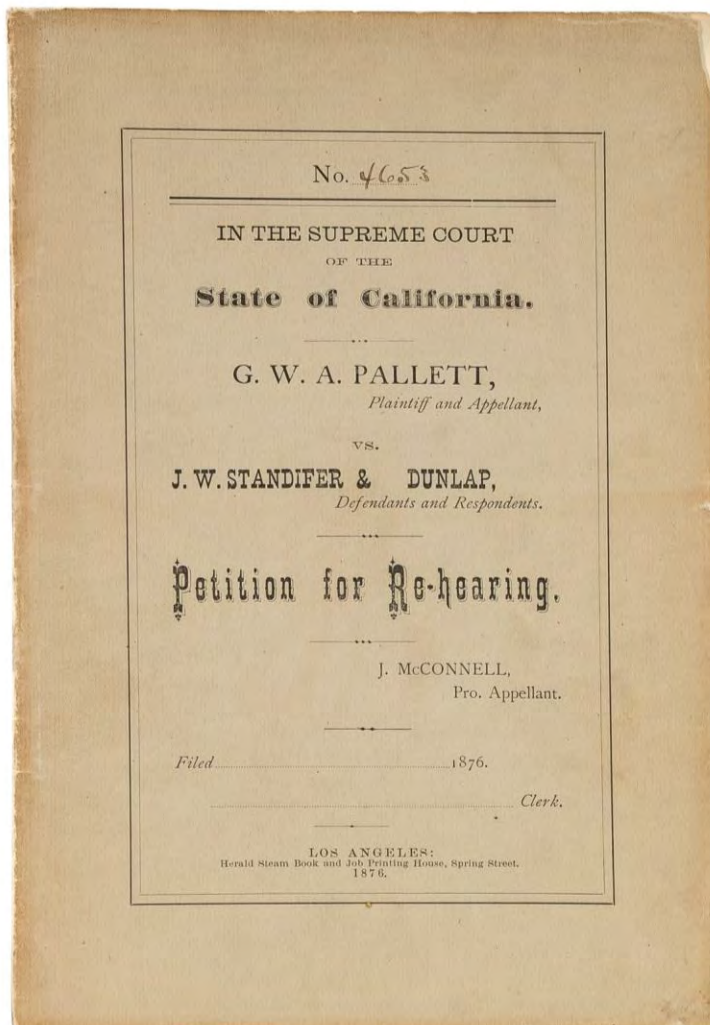 No. 4653
IN THE SUPREME COURT
OF THE
State of California.
G. W. A. PALLETT,
Plaintiff and Appellant,
VS.
J. W. STANDIFER & DUNLAP,
Defendants and Respondents.
Petition for Re-hearing.
J. McCONNELL,
Pro. Appellant.
Filed 1876.
Clerk.
LOS ANGELES:
Herald Steam Book and Job Printing House, Spring Street.
1876.